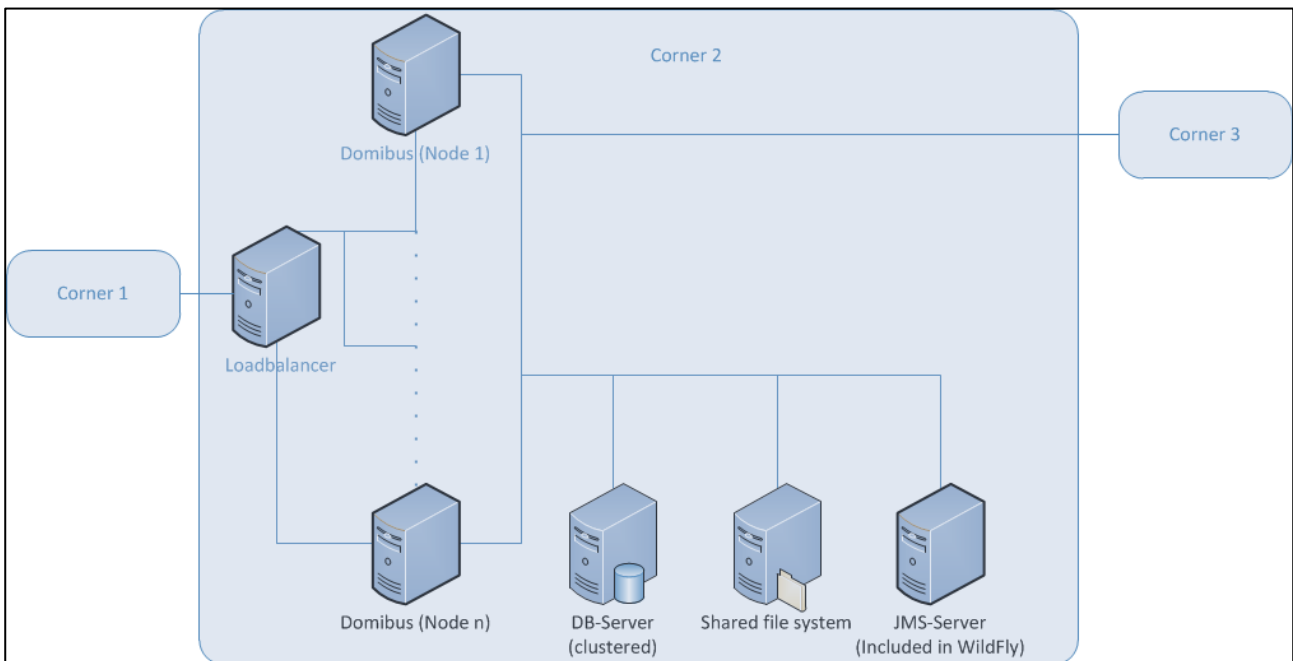 Corner 2
Domibus (Node 1)
Corner 3
Corner 1
Loadbalancer
Domibus (Node n)
DB-Server
(clustered)
Shared file system
JMS-Server
(Included in WildFly)